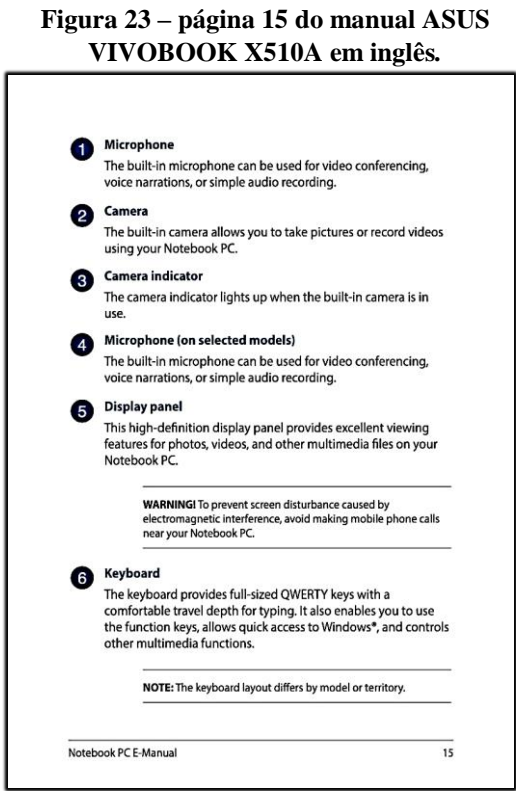 Figura 23 – página 15 do manual ASUS
VIVOBOOK X510A em inglês.
1 Microphone
The built-in microphone can be used for video conferencing,
voice narrations, or simple audio recording.
2 Camera
The built-in camera allows you to take pictures or record videos
using your Notebook PC.
3 Camera indicator
The camera indicator lights up when the built-in camera is in
use.
4 Microphone (on selected models)
The built-in microphone can be used for video conferencing,
voice narrations, or simple audio recording.
5 Display panel
This high-definition display panel provides excellent viewing
features for photos, videos, and other multimedia files on your
Notebook PC.
WARNING! To prevent screen disturbance caused by
electromagnetic interference, avoid making mobile phone calls
near your Notebook PC.
6 Keyboard
The keyboard provides full-sized QWERTY keys with a
comfortable travel depth for typing. It also enables you to use
the function keys, allows quick access to Windows®, and controls
other multimedia functions.
NOTE: The keyboard layout differs by model or territory.
Notebook PC E-Manual 15